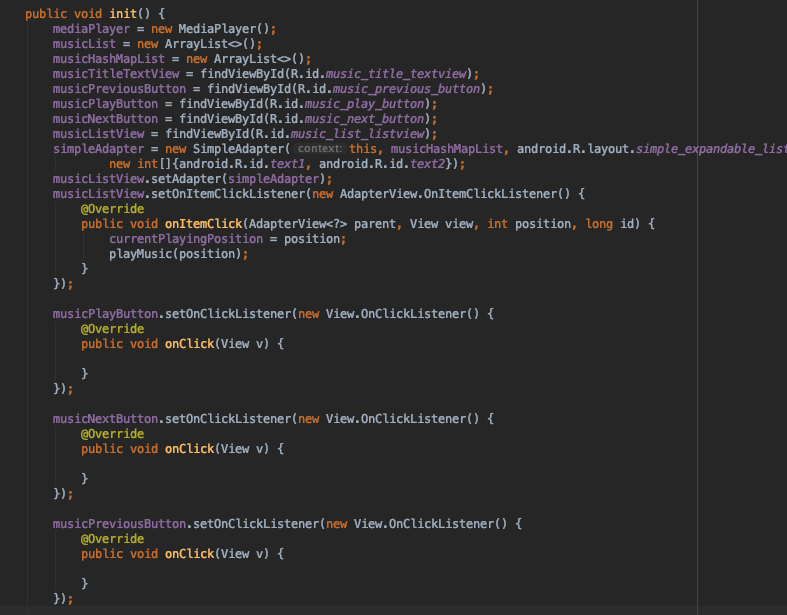 public void init() {
mediaPlayer = new MediaPlayer();
musicList = new ArrayList<>();
musicHashMapList = new ArrayList<>();
musicTitleTextView = findViewById(R.id.music_title_textview);
musicPreviousButton = findViewById(R.id.music_previous_button);
musicPlayButton = findViewById(R.id.music_play_button);
musicNextButton = findViewById(R.id.music_next_button);
musicListView = findViewById(R.id.music_list_listview);
simpleAdapter = new SimpleAdapter( context: this, musicHashMapList, android.R.layout.simple_expandable_list
new int[]{android.R.id.text1, android.R.id.text2});
musicListView.setAdapter(simpleAdapter);
musicListView.setOnItemClickListener(new AdapterView.OnItemClickListener() {
@Override
public void onItemClick(AdapterView<?> parent, View view, int position, long id) {
currentPlayingPosition = position;
playMusic(position);
}
});
musicPlayButton.setOnClickListener(new View.OnClickListener() {
@Override
public void onClick(View v) {
}
});
musicNextButton.setOnClickListener(new View.OnClickListener() {
@Override
public void onClick(View v) {
}
});
musicPreviousButton.setOnClickListener(new View.OnClickListener() {
@Override
public void onClick(View v) {
}
});